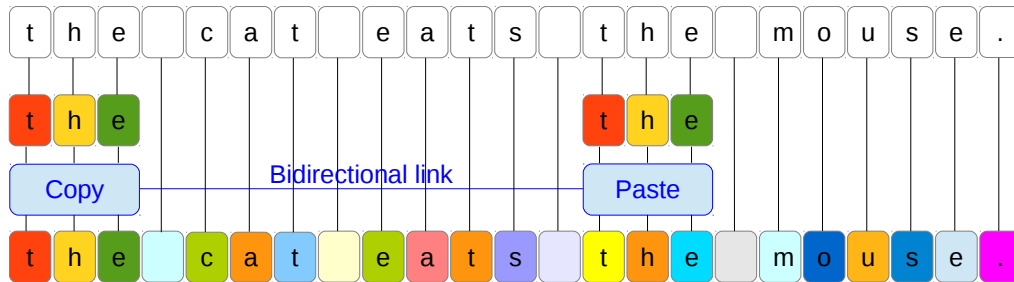 the cat eats the mouse.
the the
Bidirectional link
Copy Paste
the cat eats the mouse.